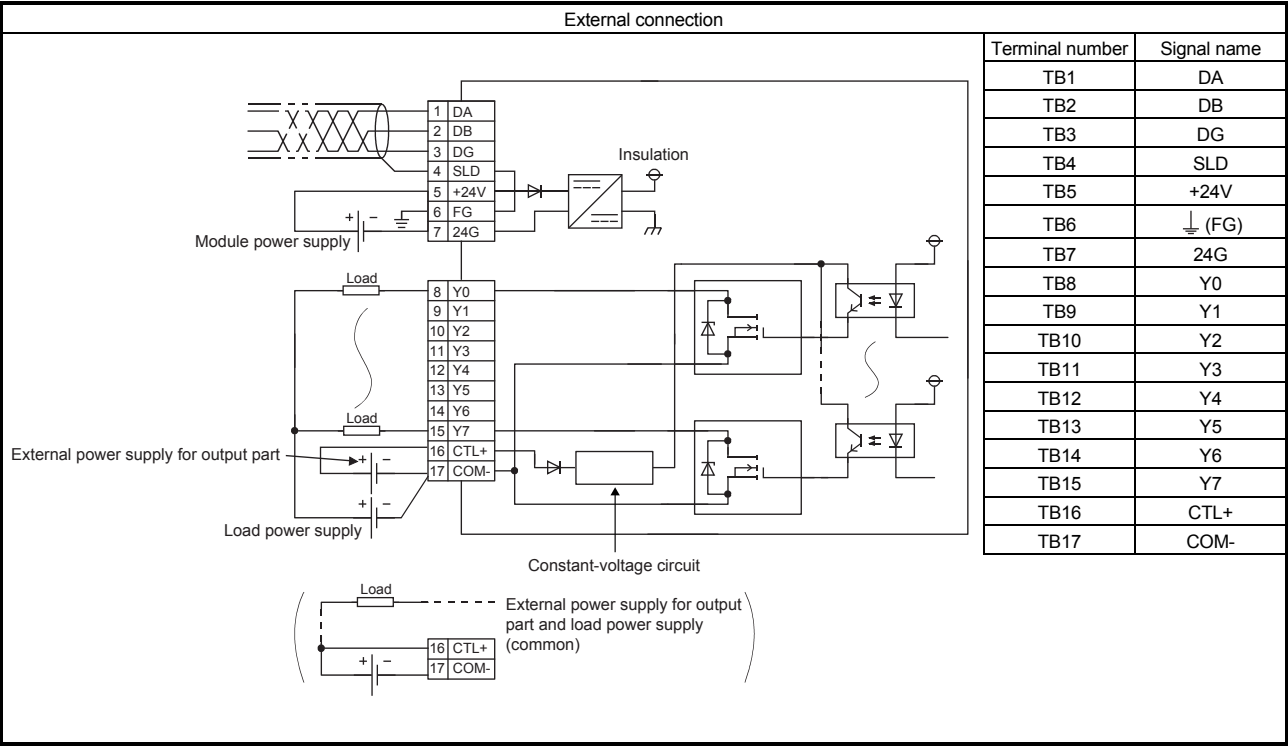 External connection
Terminal number Signal name
TB1 DA
TB2 DB
TB3 DG
TB4 SLD
TB5 +24V
TB6 ⏚ (FG)
TB7 24G
TB8 Y0
TB9 Y1
TB10 Y2
TB11 Y3
TB12 Y4
TB13 Y5
TB14 Y6
TB15 Y7
TB16 CTL+
TB17 COM-
1 DA
2 DB
3 DG
4 SLD
5 +24V
6 FG
7 24G
Insulation
+ −
Module power supply
Load
8 Y0
9 Y1
10 Y2
11 Y3
12 Y4
13 Y5
14 Y6
15 Y7
16 CTL+
17 COM-
Load
External power supply for output part
+ −
+ −
Load power supply
Constant-voltage circuit
Load
External power supply for output
part and load power supply
(common)
16 CTL+
17 COM-
+ −